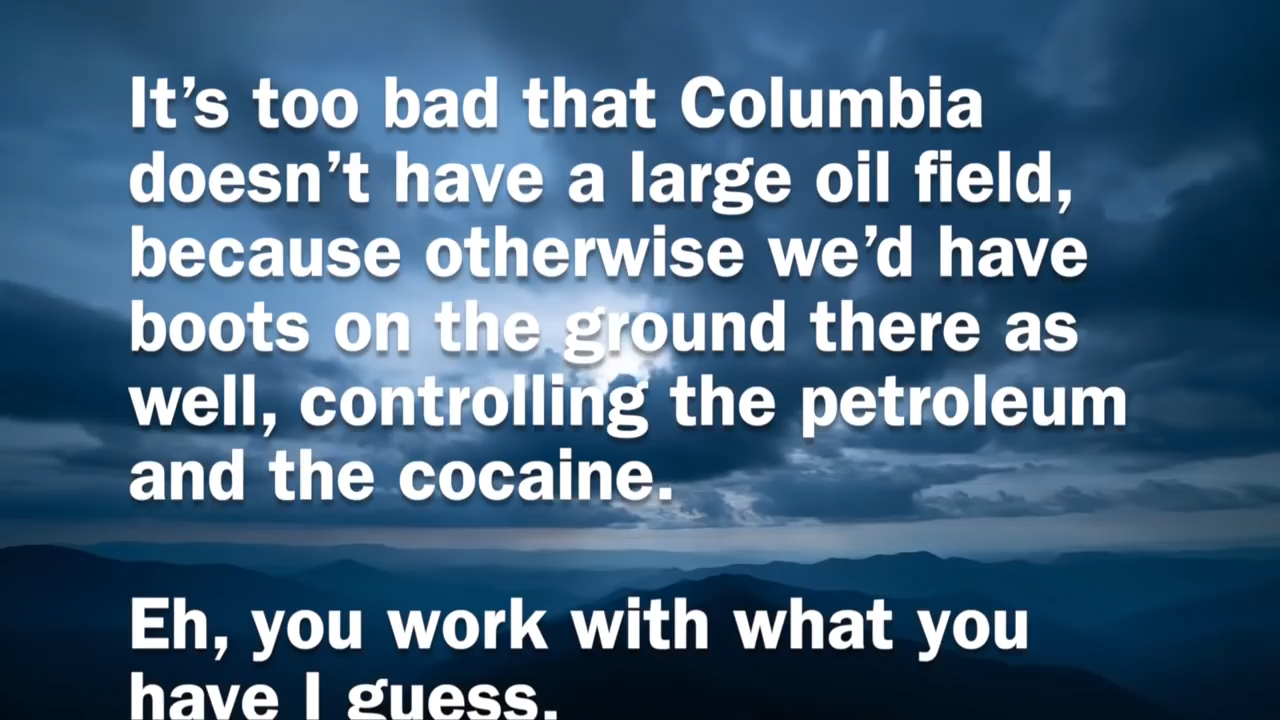 It’s too bad that Columbia
doesn’t have a large oil field,
because otherwise we’d have
boots on the ground there as
well, controlling the petroleum
and the cocaine.
Eh, you work with what you
have I guess.